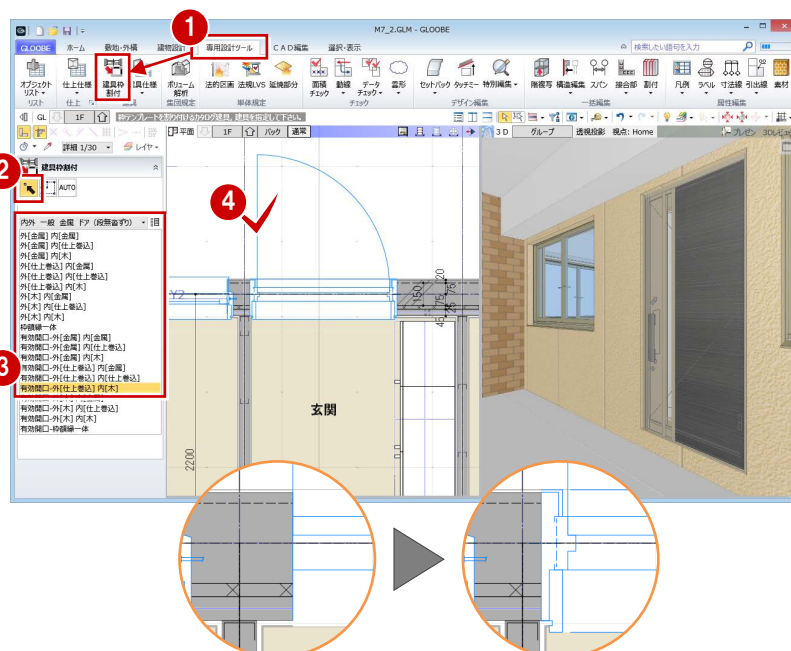 M7_2.GLM - GLOOBE
1
GLOOBE ホーム 敷地・外構 建物設計 専用設計ツール CAD編集 選択・表示 検索したい語句を入力
オブジェクト リスト 仕上仕様 建具枠 割付 建具仕様 ボリューム 解析 法的区画 法規LVS 延焼部分 面積 チェック 動線 チェック データ チェック 雲形 セットバック タッチミー 特別編集 階複写 構造編集 スパン 接合部 割付 凡例 ラベル 寸法線 引出線 素材
リスト 仕上 集団規定 単体規定 チェック デザイン編集 一括編集 属性編集
GL 1F 枠テンプレートを割り付けるカタログ建具、建具を指定して下さい。
平面 1F バック 通常 3D グループ 透視投影 視点: Home
詳細 1/30 レイヤ
建具枠割付
2
AUTO
4
内外 一般 金属 ドア (段無沓ずり)
外[金属] 内[金属]
外[金属] 内[仕上巻込]
外[金属] 内[木]
外[仕上巻込] 内[金属]
外[仕上巻込] 内[仕上巻込]
外[仕上巻込] 内[木]
外[木] 内[金属]
外[木] 内[仕上巻込]
外[木] 内[木]
枠額縁一体
有効開口-外[金属] 内[金属]
有効開口-外[金属] 内[仕上巻込]
有効開口-外[金属] 内[木]
3
有効開口-外[仕上巻込] 内[金属]
有効開口-外[仕上巻込] 内[仕上巻込]
有効開口-外[仕上巻込] 内[木]
有効開口-外[木] 内[仕上巻込]
有効開口-外[木] 内[木]
有効開口-枠額縁一体
Y2
20
150
75
75
25
45
玄関
2200